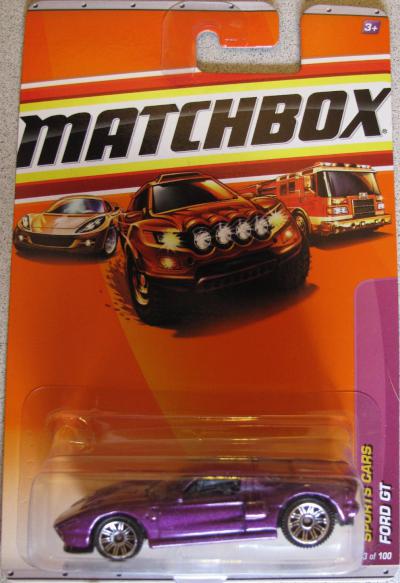 3+
MATCHBOX
SPORTS CARS
FORD GT
3 of 100